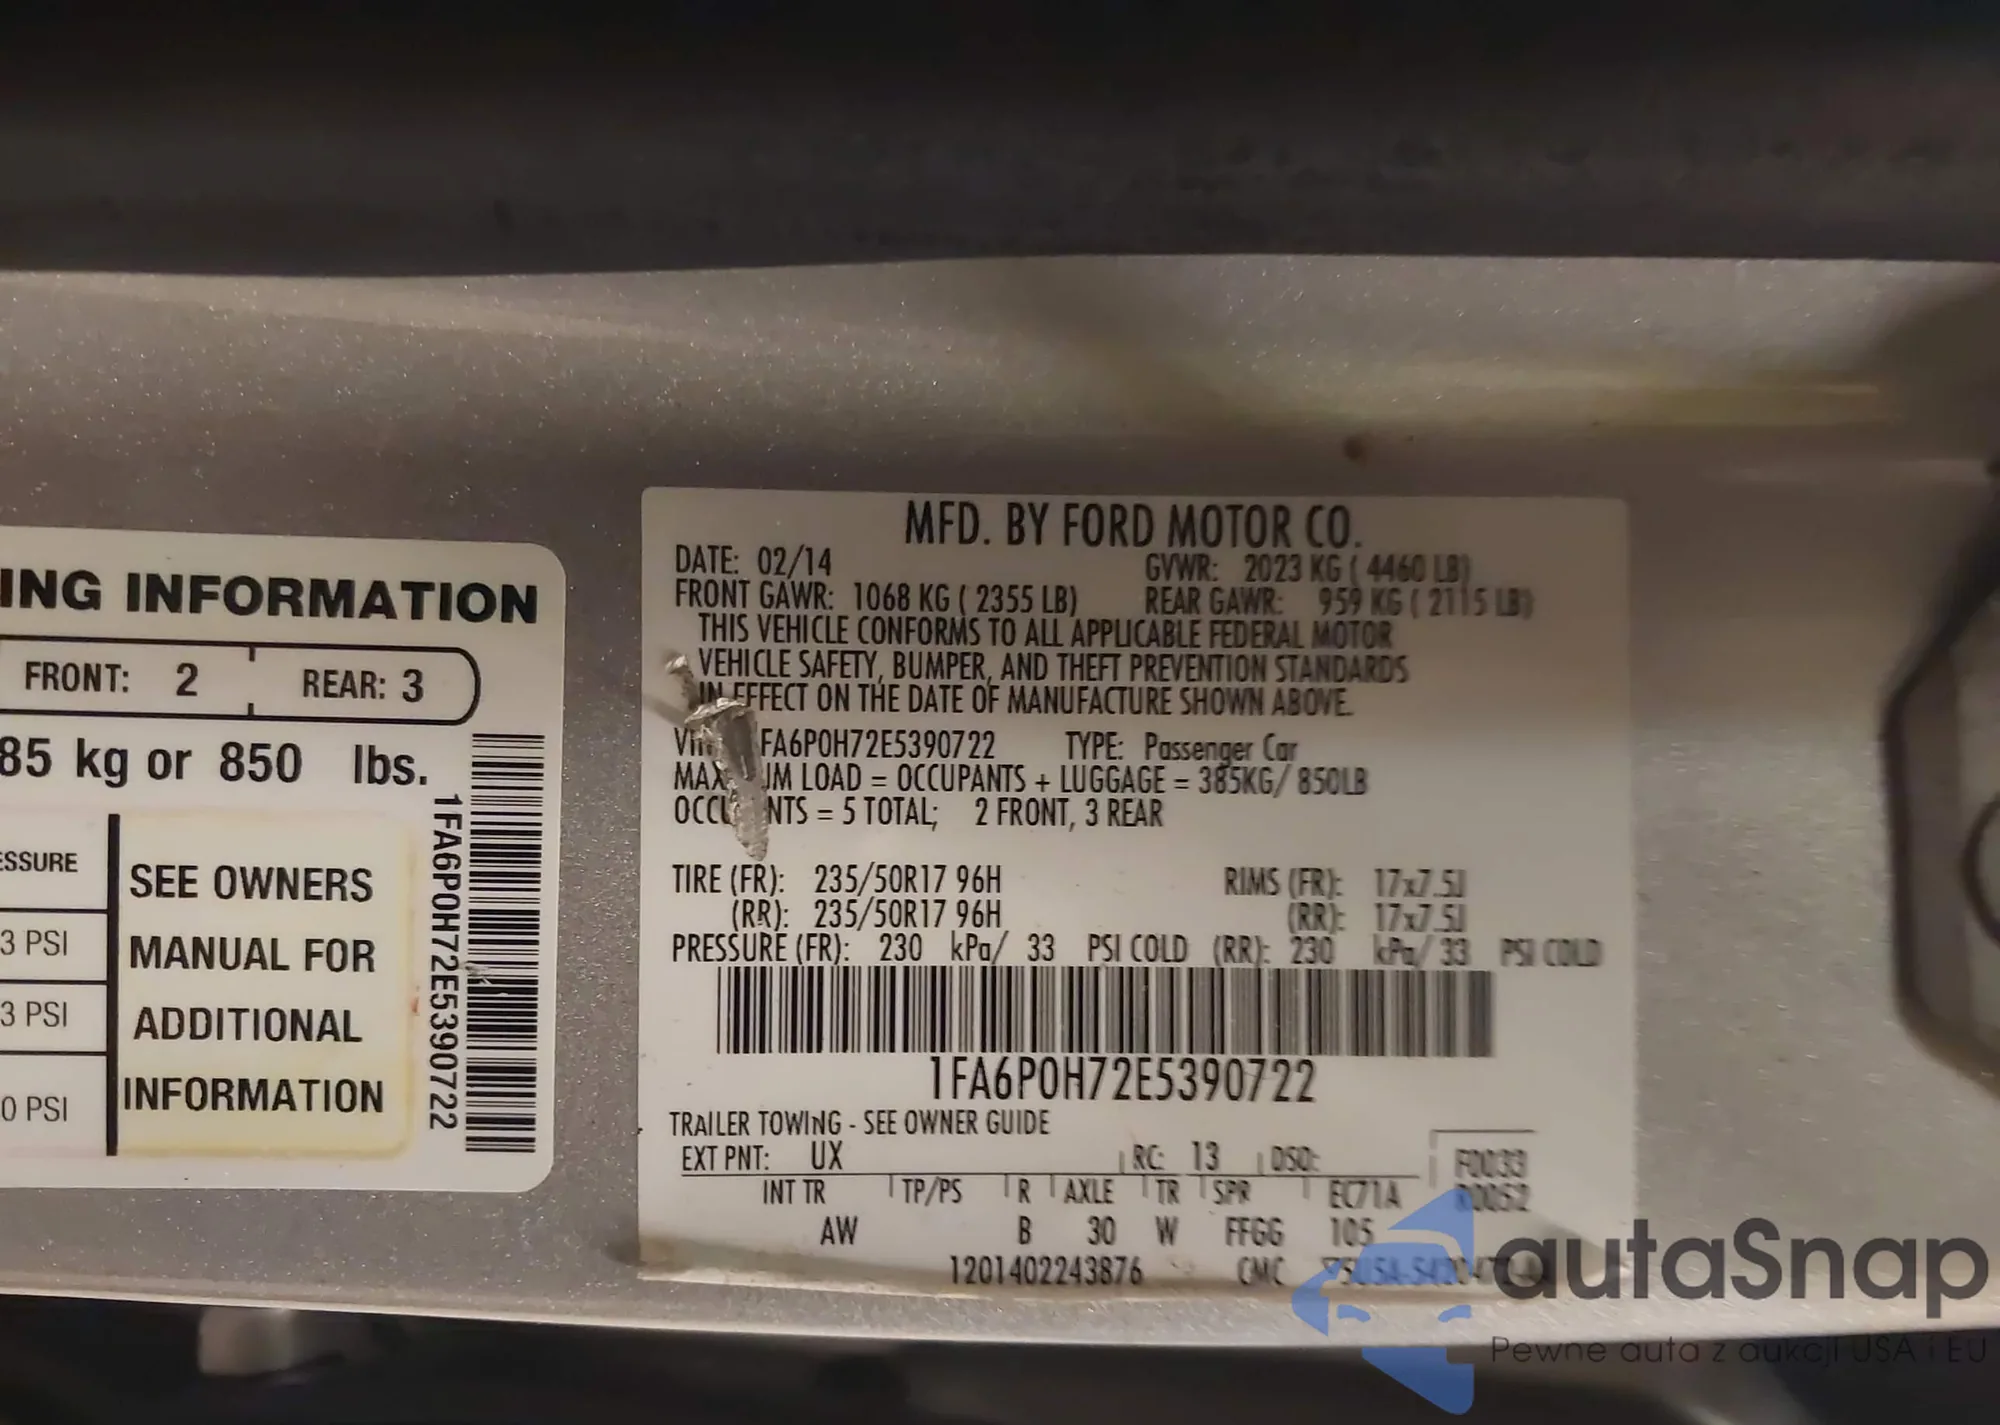 ING INFORMATION
FRONT: 2 REAR: 3
85 kg or 850 lbs.
ESSURE
3 PSI
3 PSI
0 PSI
SEE OWNERS
MANUAL FOR
ADDITIONAL
INFORMATION
1FA6P0H72E5390722
MFD. BY FORD MOTOR CO.
DATE: 02/14 GVWR: 2023 KG ( 4460 LB)
FRONT GAWR: 1068 KG ( 2355 LB) REAR GAWR: 959 KG ( 2115 LB)
THIS VEHICLE CONFORMS TO ALL APPLICABLE FEDERAL MOTOR
VEHICLE SAFETY, BUMPER, AND THEFT PREVENTION STANDARDS
IN EFFECT ON THE DATE OF MANUFACTURE SHOWN ABOVE.
FA6P0H72E5390722 TYPE: Passenger Car
LOAD = OCCUPANTS + LUGGAGE = 385KG/ 850LB
= 5 TOTAL; 2 FRONT, 3 REAR
TIRE (FR): 235/50R17 96H RIMS (FR): 17x7.5J
(RR): 235/50R17 96H (RR): 17x7.5J
PRESSURE (FR): 230 kPa/ 33 PSI COLD (RR): 230 kPa/ 33 PSI COLD
1FA6P0H72E5390722
TRAILER TOWING - SEE OWNER GUIDE
EXT PNT: UX RC: 13 DSO: F0033
INT TR TP/PS R AXLE TR SPR EC71A R0052
AW B 30 W FFGG 105
1201402243876 CMC
autaSnap
Pewne auta z aukcji USA i EU